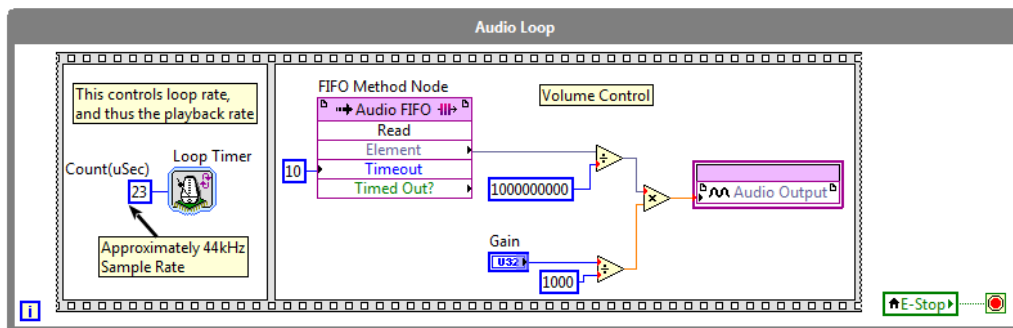 Audio Loop
This controls loop rate,
and thus the playback rate
Count(uSec)
Loop Timer
23
Approximately 44kHz
Sample Rate
i
FIFO Method Node
Audio FIFO
Read
Element
Timeout
Timed Out?
10
Volume Control
1000000000
Gain
U32
1000
Audio Output
E-Stop